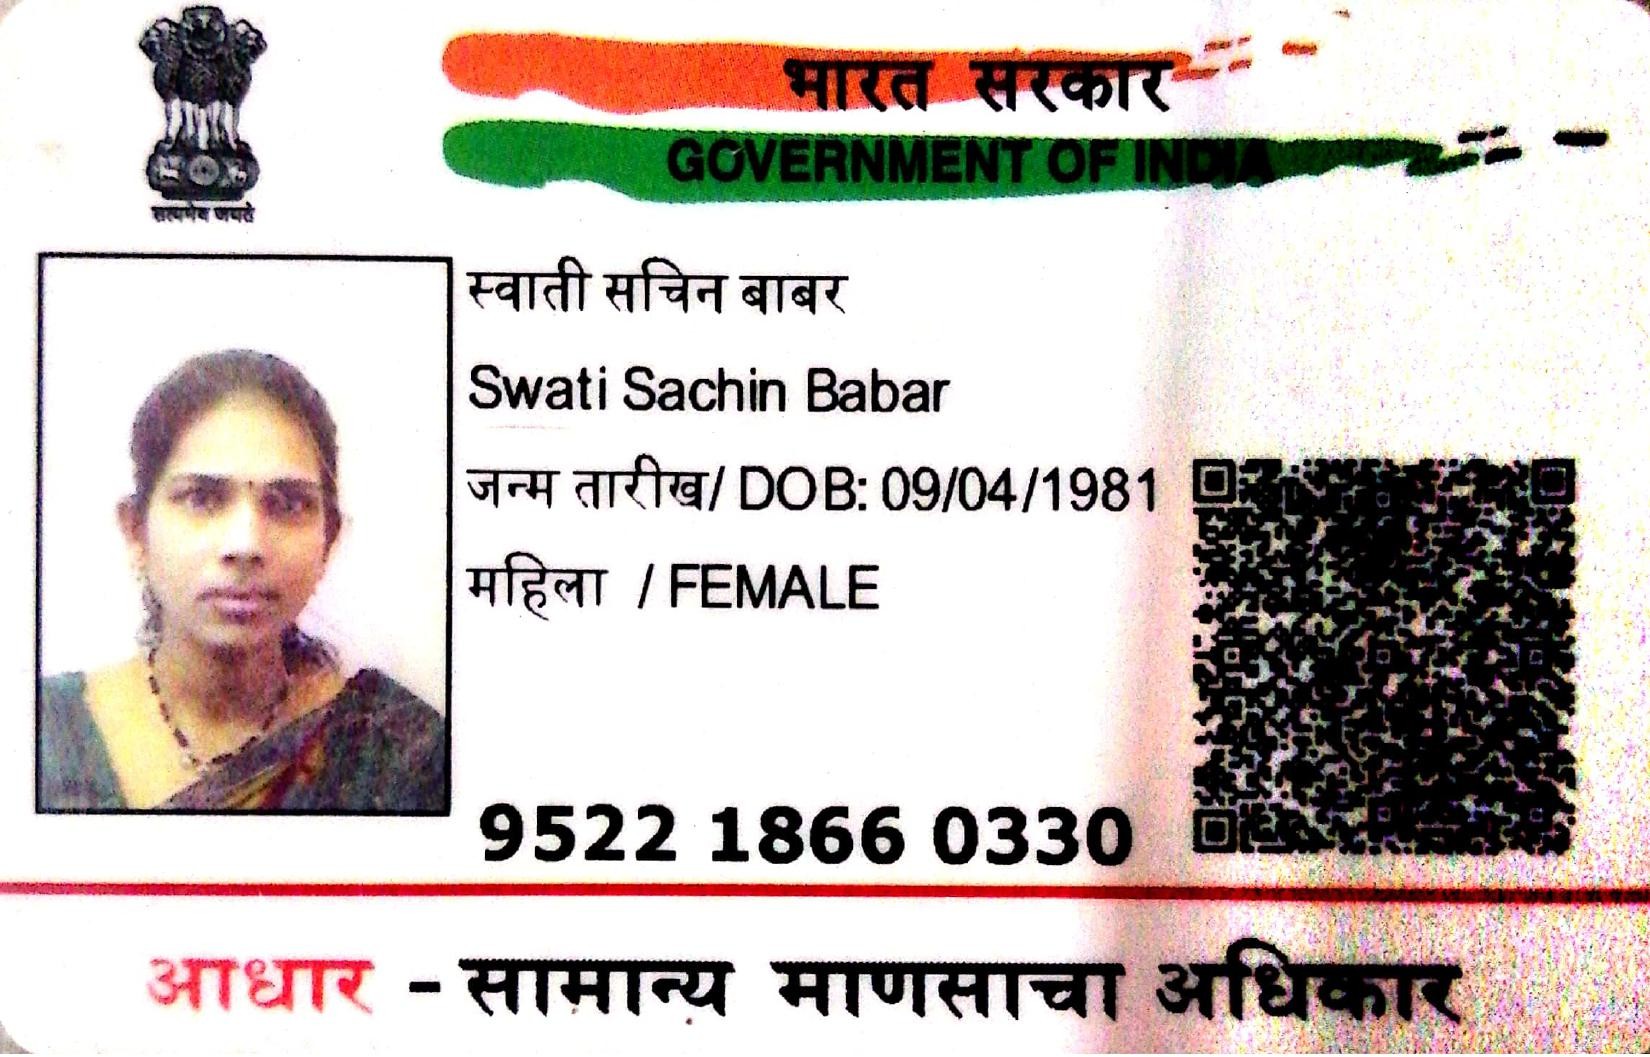 सत्यमेव जयते
भारत सरकार
GOVERNMENT OF INDIA
स्वाती सचिन बाबर
Swati Sachin Babar
जन्म तारीख/ DOB: 09/04/1981
महिला / FEMALE
9522 1866 0330
आधार - सामान्य माणसाचा अधिकार